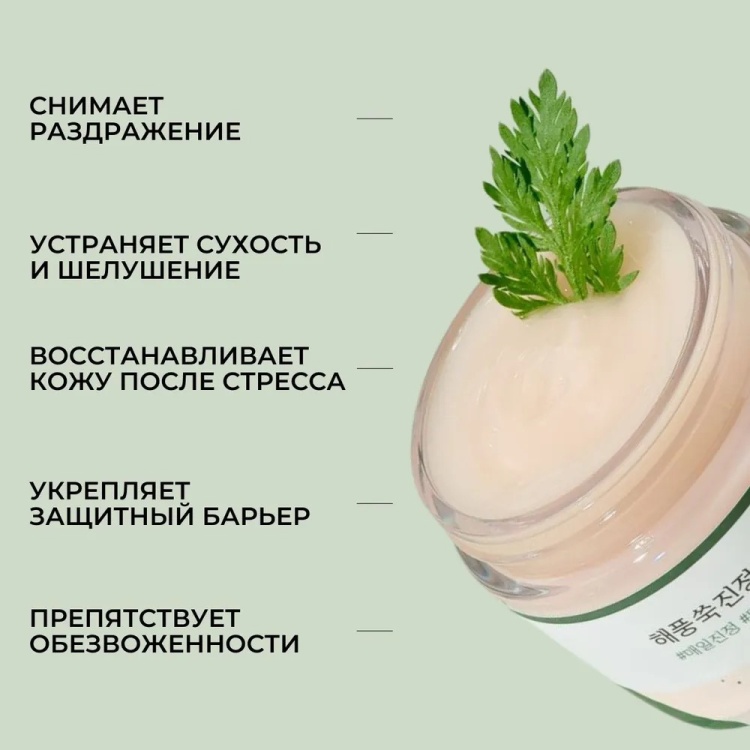 СНИМАЕТ
РАЗДРАЖЕНИЕ
УСТРАНЯЕТ СУХОСТЬ
И ШЕЛУШЕНИЕ
ВОССТАНАВЛИВАЕТ
КОЖУ ПОСЛЕ СТРЕССА
УКРЕПЛЯЕТ
ЗАЩИТНЫЙ БАРЬЕР
ПРЕПЯТСТВУЕТ
ОБЕЗВОЖЕННОСТИ
해풍쑥 진정
#매일진정